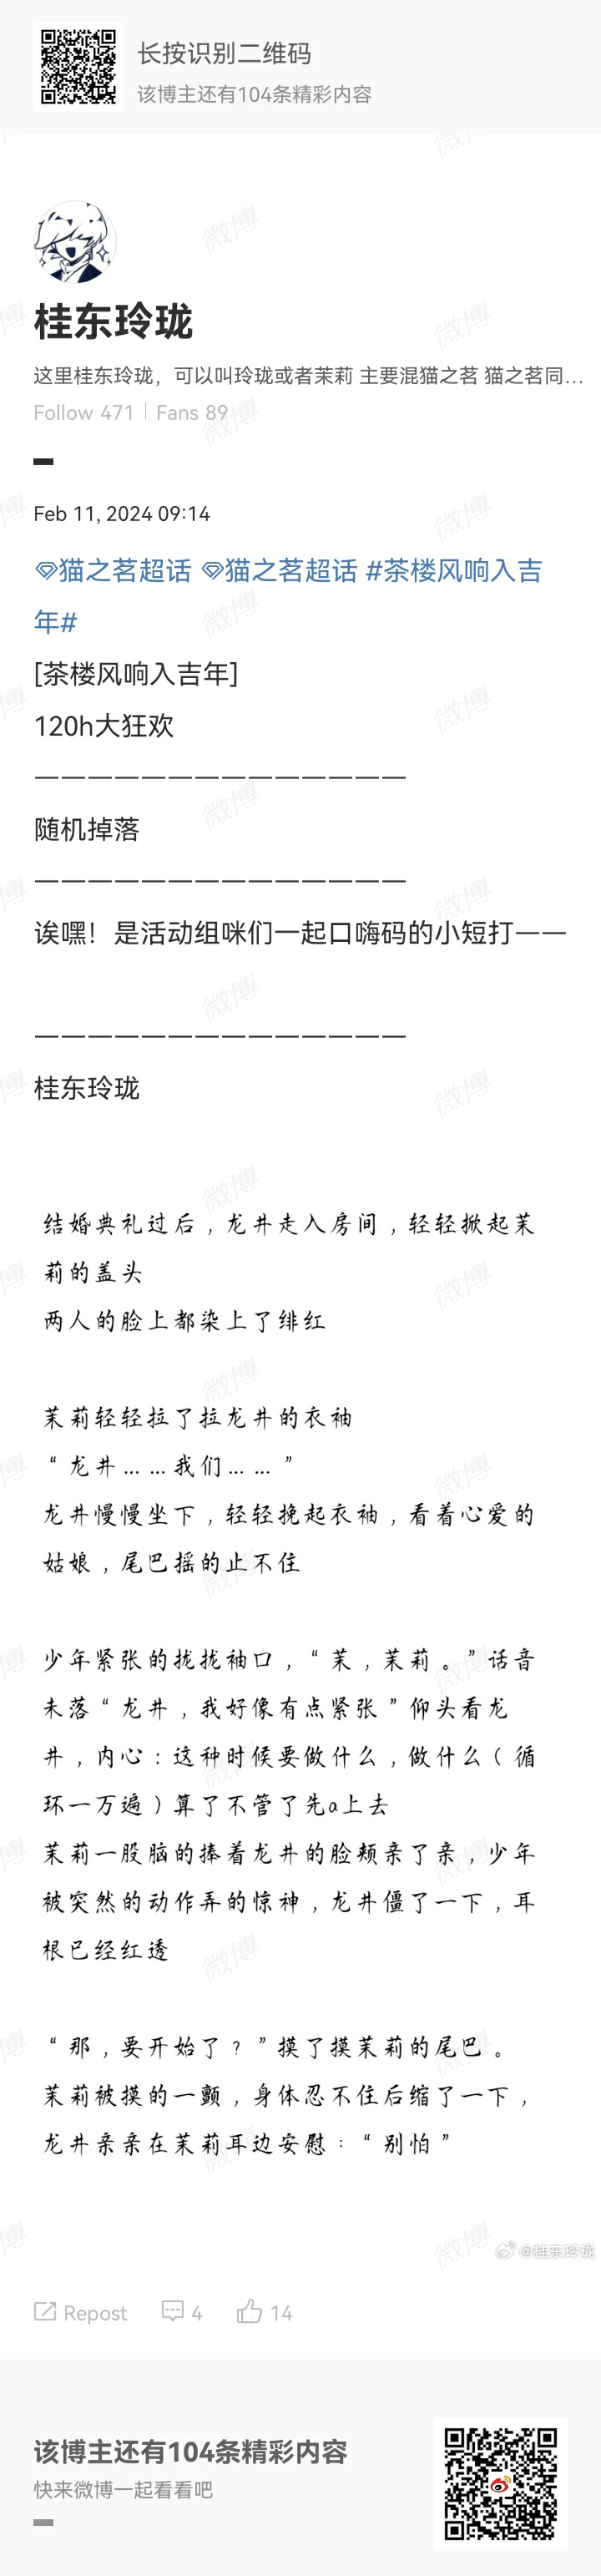 长按识别二维码
该博主还有104条精彩内容
桂东玲珑
这里桂东玲珑，可以叫玲珑或者茉莉 主要混猫之茗 猫之茗同...
Follow 471 | Fans 89
Feb 11, 2024 09:14
猫之茗超话 猫之茗超话 #茶楼风响入吉
年#
[茶楼风响入吉年]
120h大狂欢
——————————————
随机掉落
——————————————
诶嘿！是活动组咪们一起口嗨码的小短打——
——————————————
桂东玲珑
结婚典礼过后，龙井走入房间，轻轻掀起茉
莉的盖头
两人的脸上都染上了绯红
茉莉轻轻拉了拉龙井的衣袖
“龙井……我们……”
龙井慢慢坐下，轻轻挽起衣袖，看着心爱的
姑娘，尾巴摇的止不住
少年紧张的拢拢袖口，“茉，茉莉。”话音
未落“龙井，我好像有点紧张”仰头看龙
井，内心：这种时候要做什么，做什么（循
环一万遍）算了不管了先a上去
茉莉一股脑的捧着龙井的脸颊亲了亲，少年
被突然的动作弄的惊神，龙井僵了一下，耳
根已经红透
“那，要开始了？”摸了摸茉莉的尾巴。
茉莉被摸的一颤，身体忍不住后缩了一下，
龙井亲亲在茉莉耳边安慰：“别怕”
@桂东玲珑
Repost 4 14
该博主还有104条精彩内容
快来微博一起看看吧